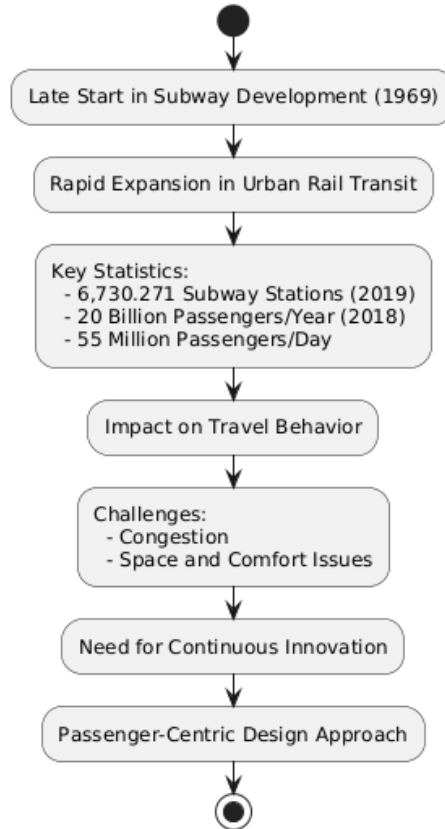 Late Start in Subway Development (1969)
Rapid Expansion in Urban Rail Transit
Key Statistics:
- 6,730.271 Subway Stations (2019)
- 20 Billion Passengers/Year (2018)
- 55 Million Passengers/Day
Impact on Travel Behavior
Challenges:
- Congestion
- Space and Comfort Issues
Need for Continuous Innovation
Passenger-Centric Design Approach